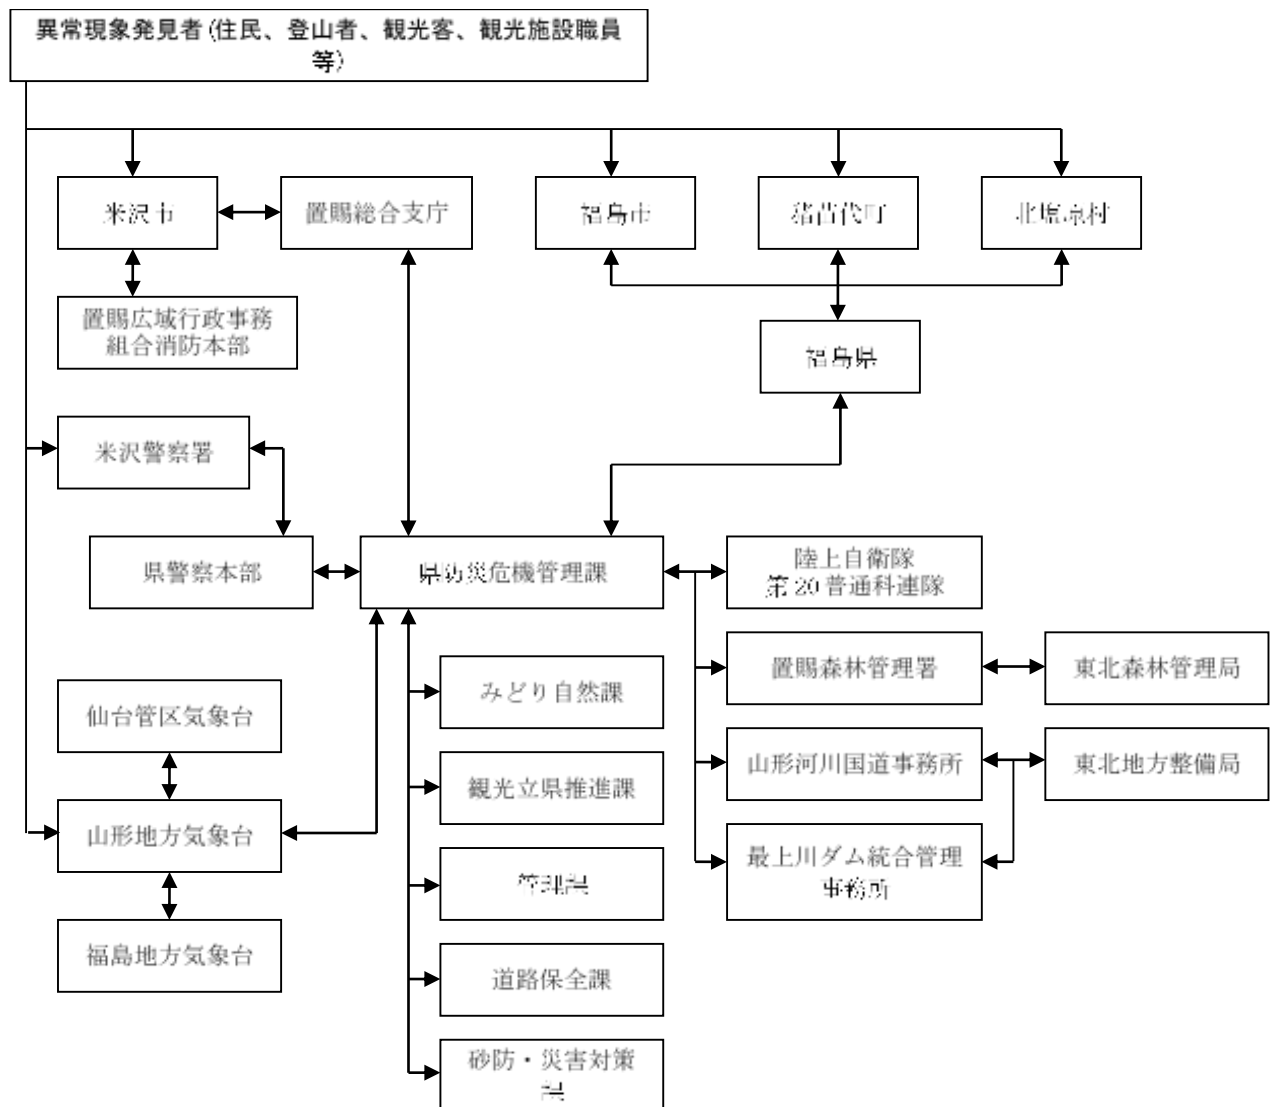 異常現象発見者(住民、登山者、観光客、観光施設職員
等)
米沢市
置賜総合支庁
福島市
猪苗代町
北塩原村
置賜広域行政事務
組合消防本部
福島県
米沢警察署
県警察本部
県防災危機管理課
陸上自衛隊
第20普通科連隊
置賜森林管理署
東北森林管理局
みどり自然課
仙台管区気象台
山形河川国道事務所
東北地方整備局
観光立県推進課
山形地方気象台
最上川ダム統合管理
事務所
管理課
福島地方気象台
道路保全課
砂防・災害対策
課